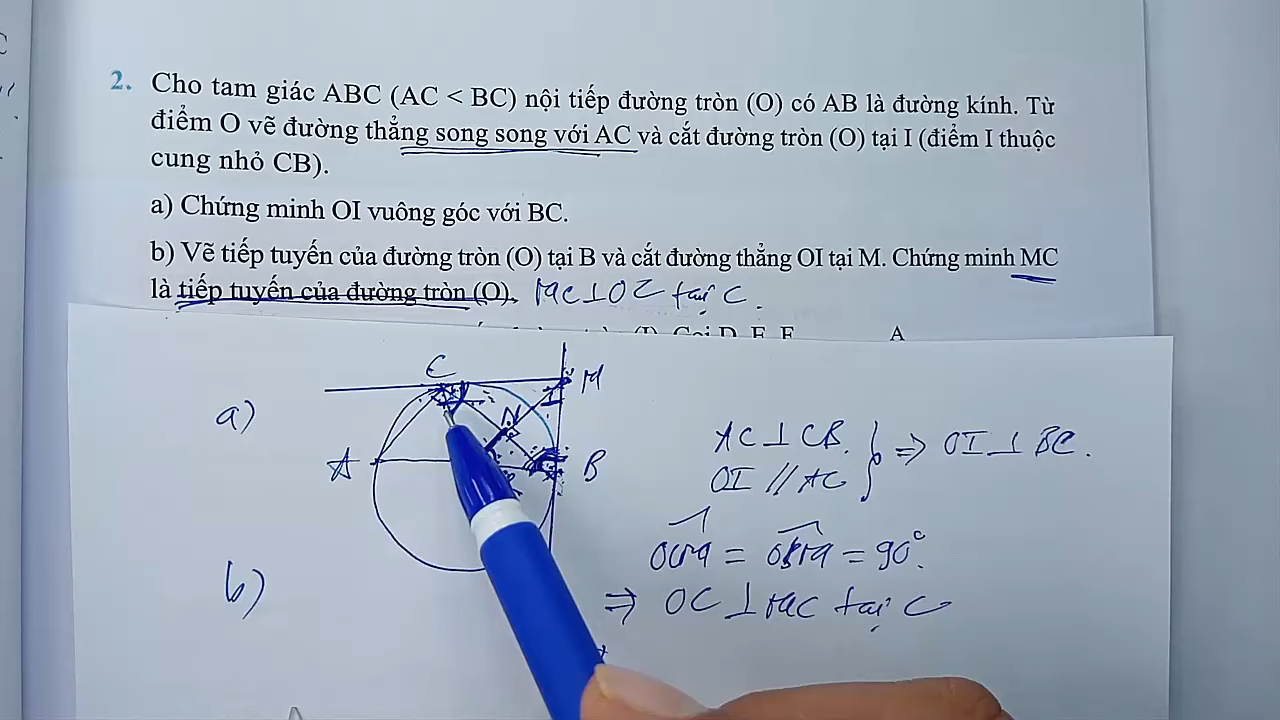 2. Cho tam giác ABC (AC < BC) nội tiếp đường tròn (O) có AB là đường kính. Từ
điểm O vẽ đường thẳng song song với AC và cắt đường tròn (O) tại I (điểm I thuộc
cung nhỏ CB).
a) Chứng minh OI vuông góc với BC.
b) Vẽ tiếp tuyến của đường tròn (O) tại B và cắt đường thẳng OI tại M. Chứng minh MC
là tiếp tuyến của đường tròn (O). MC ⊥ OC tại C.
(I). Gọi D, E, F
A
C
M
a)
I
N
A
B
AC ⊥ CB.
OI // AC
} => OI ⊥ BC.
OCM = OBM = 90°.
b)
=> OC ⊥ MC tại C